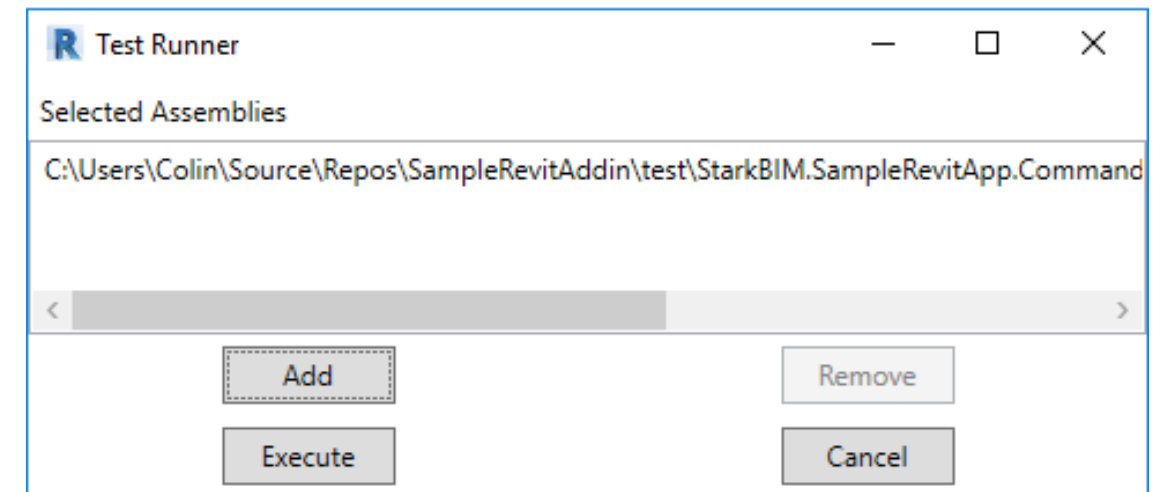 Test Runner
Selected Assemblies
C:\Users\Colin\Source\Repos\SampleRevitAddin\test\StarkBIM.SampleRevitApp.Command
Add Remove
Execute Cancel